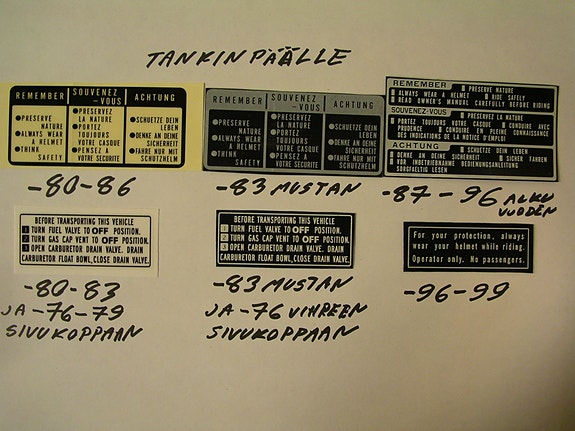 TANKINPÄÄLLE
REMEMBER
●PRESERVE NATURE
●ALWAYS WEAR A HELMET
●THINK SAFETY
SOUVENEZ -VOUS
●PRESERVEZ LA NATURE
●PORTEZ TOUJOURS VOTRE CASQUE
●PENSEZ A VOTRE SECURITE
ACHTUNG
●SCHUETZE DEIN LEBEN
●DENKE AN DEINE SICHERHEIT
●FAHRE NUR MIT SCHUTZHELM
-80-86
REMEMBER
●PRESERVE NATURE
●ALWAYS WEAR A HELMET
●THINK SAFETY
SOUVENEZ -VOUS
●PRESERVEZ LA NATURE
●PORTEZ TOUJOURS VOTRE CASQUE
●PENSEZ A VOTRE SECURITE
ACHTUNG
●SCHUETZE DEIN LEBEN
●DENKE AN DEINE SICHERHEIT
●FAHRE NUR MIT SCHUTZHELM
-83 MUSTAN
REMEMBER PRESERVE NATURE
ALWAYS WEAR A HELMET RIDE SAFELY
READ OWNER'S MANUAL CAREFULLY BEFORE RIDING
SOUVENEZ-VOUS PRESERVEZ LA NATURE
PORTEZ TOUJOURS VOTRE CASQUE CONDUIRE AVEC
PRUDENCE CONDUIRE EN PLEINE CONNAISSANCE
DES INDICATIONS DE LA NOTICE D'EMPLOI
ACHTUNG SCHUETZE DEIN LEBEN
DENKE AN DEINE SICHERHEIT SICHER FAHREN
VOR INBETRIEBNAHME BEDIENUNGSANLEITUNG
SORGFAELTIG LESEN
-87-96 ALKU VUODEN
BEFORE TRANSPORTING THIS VEHICLE
1 TURN FUEL VALVE TO OFF POSITION.
2 TURN GAS CAP VENT TO OFF POSITION.
3 OPEN CARBURETOR DRAIN VALVE. DRAIN
CARBURETOR FLOAT BOWL, CLOSE DRAIN VALVE.
-80-83
JA -76-79
SIVUKOPPAAN
BEFORE TRANSPORTING THIS VEHICLE
1 TURN FUEL VALVE TO OFF POSITION.
2 TURN GAS CAP VENT TO OFF POSITION.
3 OPEN CARBURETOR DRAIN VALVE. DRAIN
CARBURETOR FLOAT BOWL, CLOSE DRAIN VALVE.
-83 MUSTAN
JA -76 VIHREEN
SIVUKOPPAAN
For your protection, always
wear your helmet while riding.
Operator only. No passengers.
-96-99